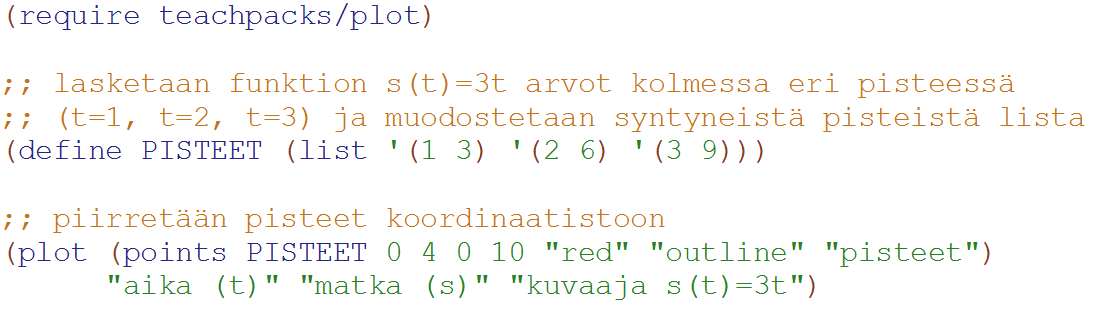 (require teachpacks/plot)
;; lasketaan funktion s(t)=3t arvot kolmessa eri pisteessä
;; (t=1, t=2, t=3) ja muodostetaan syntyneistä pisteistä lista
(define PISTEET (list '(1 3) '(2 6) '(3 9)))
;; piirretään pisteet koordinaatistoon
(plot (points PISTEET 0 4 0 10 "red" "outline" "pisteet")
"aika (t)" "matka (s)" "kuvaaja s(t)=3t")